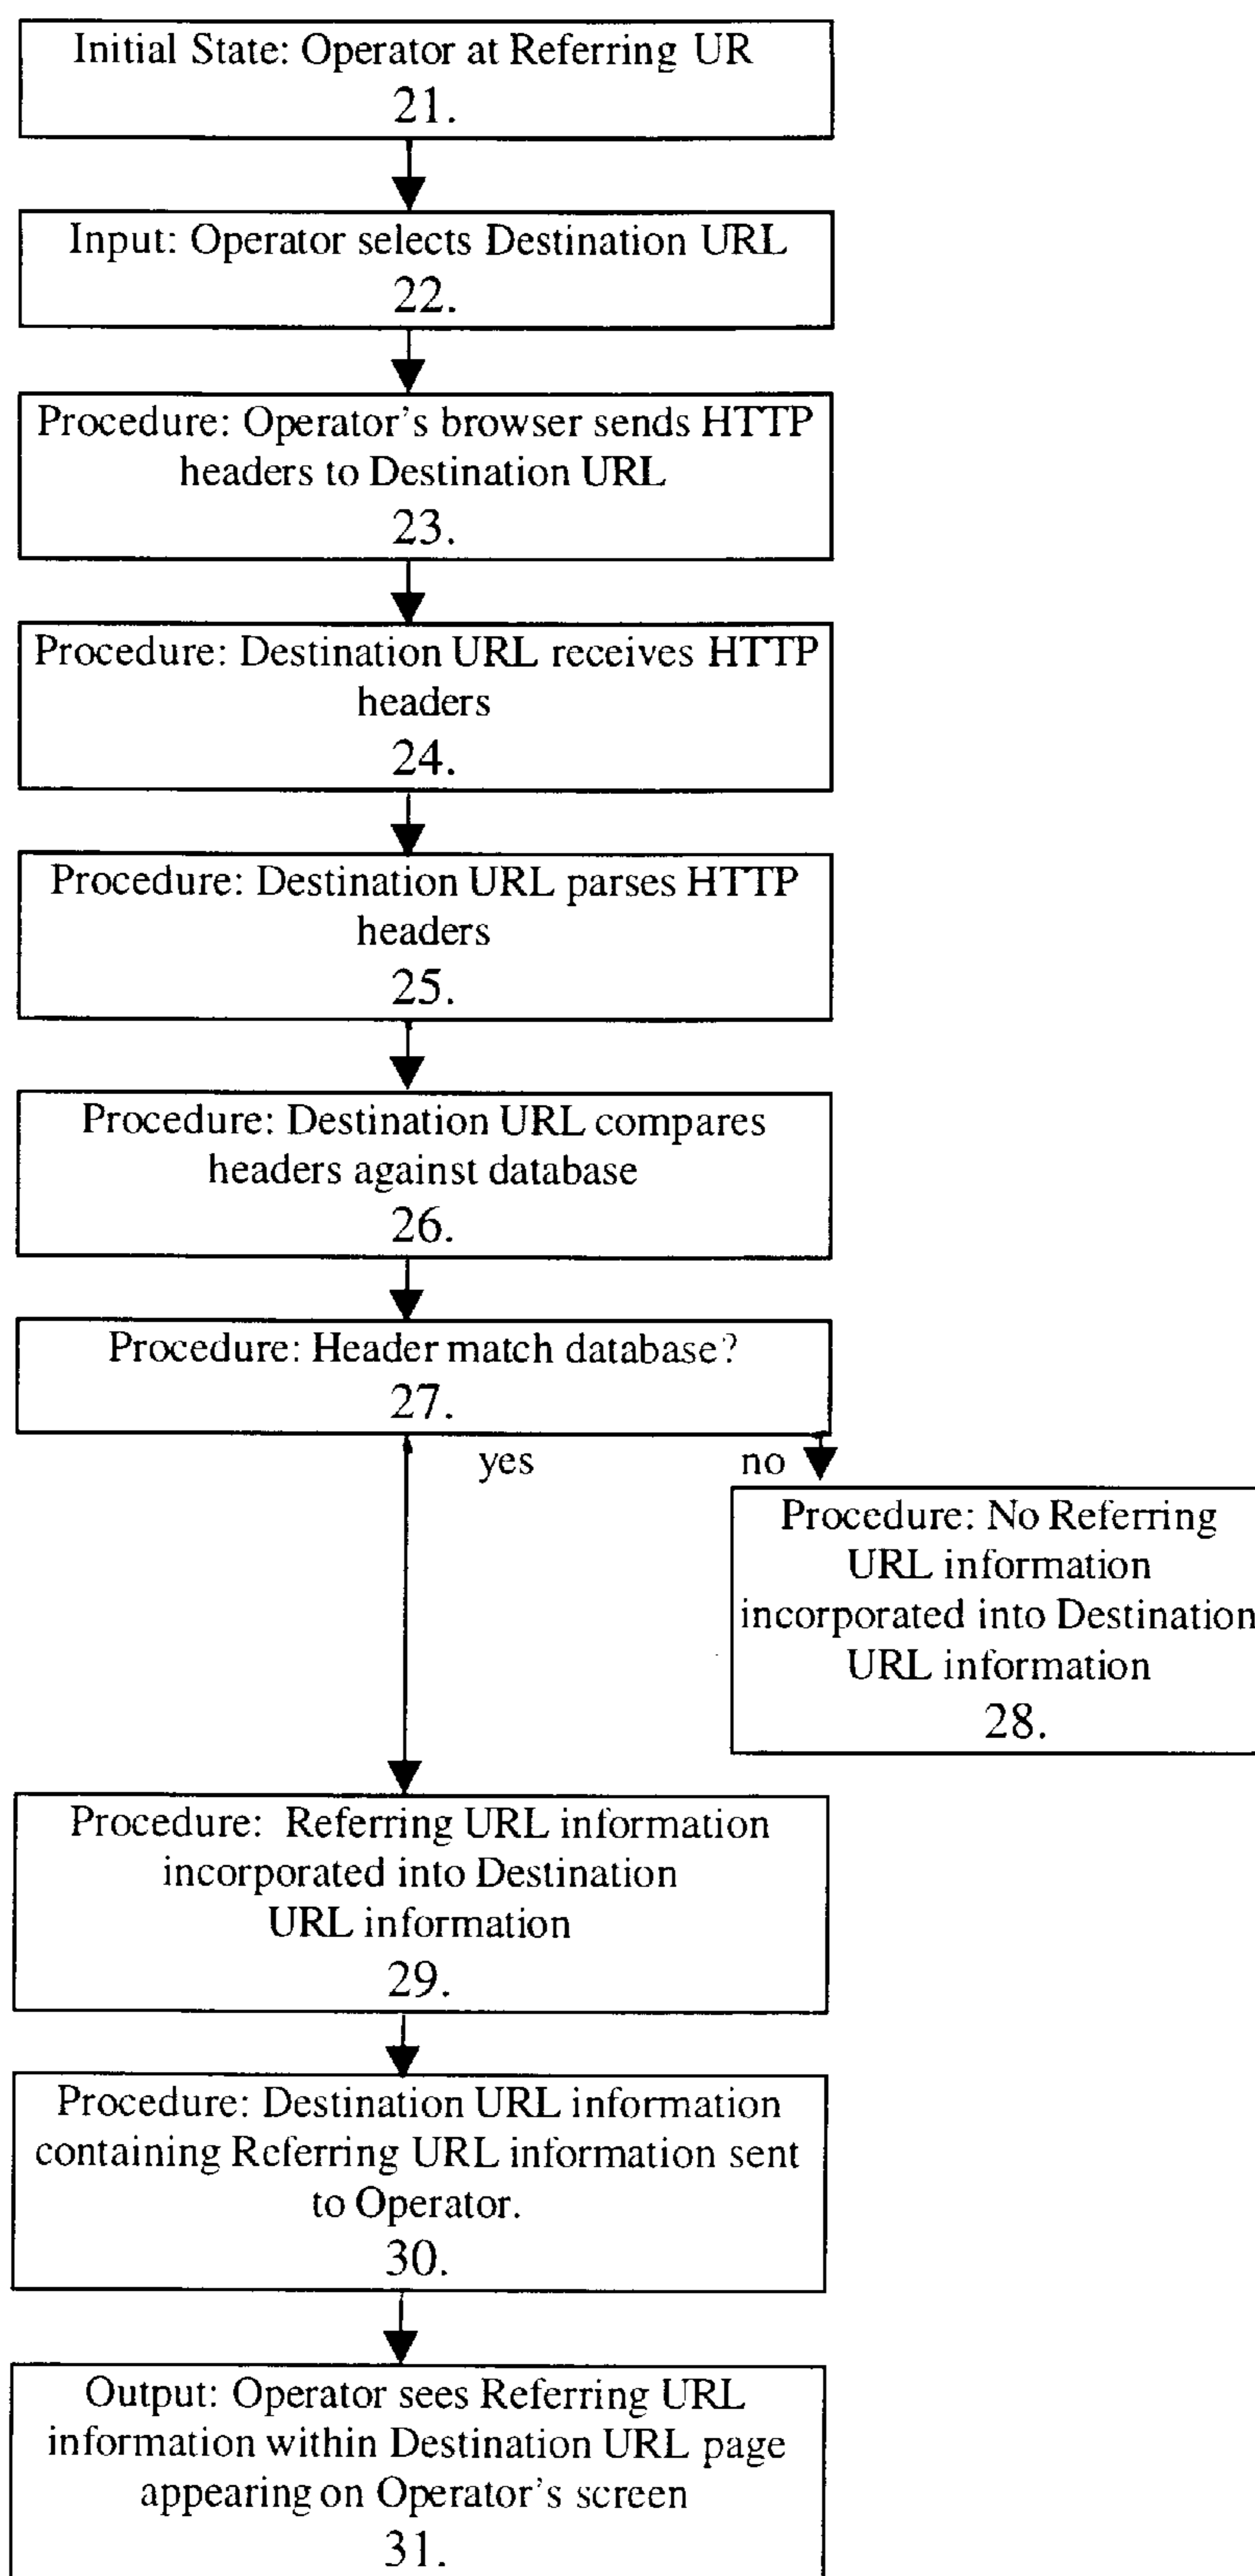 Initial State: Operator at Referring UR
21.
Input: Operator selects Destination URL
22.
Procedure: Operator's browser sends HTTP
headers to Destination URL
23.
Procedure: Destination URL receives HTTP
headers
24.
Procedure: Destination URL parses HTTP
headers
25.
Procedure: Destination URL compares
headers against database
26.
Procedure: Header match database?
27.
yes
no
Procedure: No Referring
URL information
incorporated into Destination
URL information
28.
Procedure: Referring URL information
incorporated into Destination
URL information
29.
Procedure: Destination URL information
containing Referring URL information sent
to Operator.
30.
Output: Operator sees Referring URL
information within Destination URL page
appearing on Operator's screen
31.